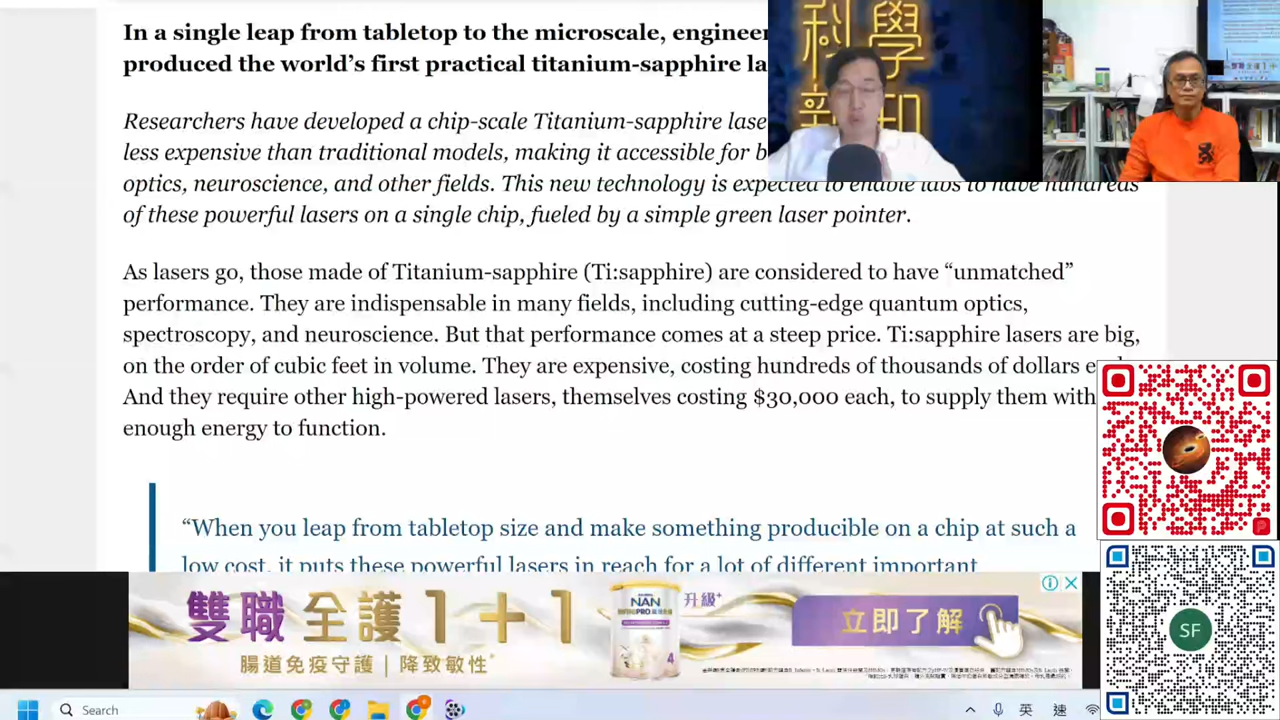 In a single leap from tabletop to the microscale, engineer
produced the world's first practical titanium-sapphire la
Researchers have developed a chip-scale Titanium-sapphire lase
less expensive than traditional models, making it accessible for b
optics, neuroscience, and other fields. This new technology is expected to enable labs to have hundreds
of these powerful lasers on a single chip, fueled by a simple green laser pointer.
As lasers go, those made of Titanium-sapphire (Ti:sapphire) are considered to have “unmatched”
performance. They are indispensable in many fields, including cutting-edge quantum optics,
spectroscopy, and neuroscience. But that performance comes at a steep price. Ti:sapphire lasers are big,
on the order of cubic feet in volume. They are expensive, costing hundreds of thousands of dollars e
And they require other high-powered lasers, themselves costing $30,000 each, to supply them with
enough energy to function.
“When you leap from tabletop size and make something producible on a chip at such a
low cost, it puts these powerful lasers in reach for a lot of different important
科學
新知
雙職全護1+1
腸道免疫守護 | 降致敏性
NAN
PRO
4
升級+
立即了解
SF
Search
英
速